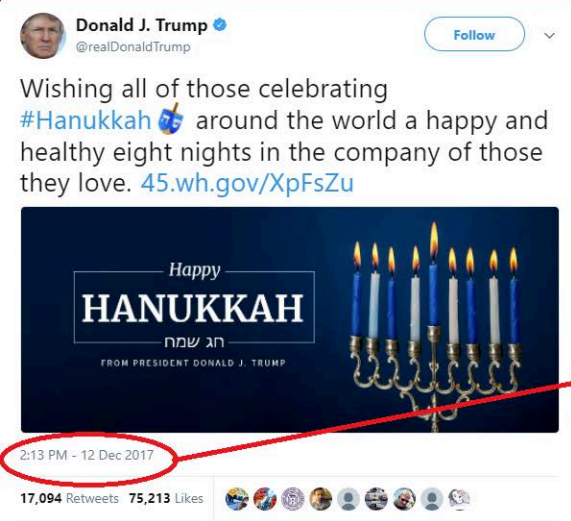 Donald J. Trump
Follow
@realDonaldTrump
Wishing all of those celebrating
#Hanukkah around the world a happy and
healthy eight nights in the company of those
they love. 45.wh.gov/XpFsZu
Happy
HANUKKAH
חג שמח
FROM PRESIDENT DONALD J. TRUMP
2:13 PM - 12 Dec 2017
17,094 Retweets 75,213 Likes